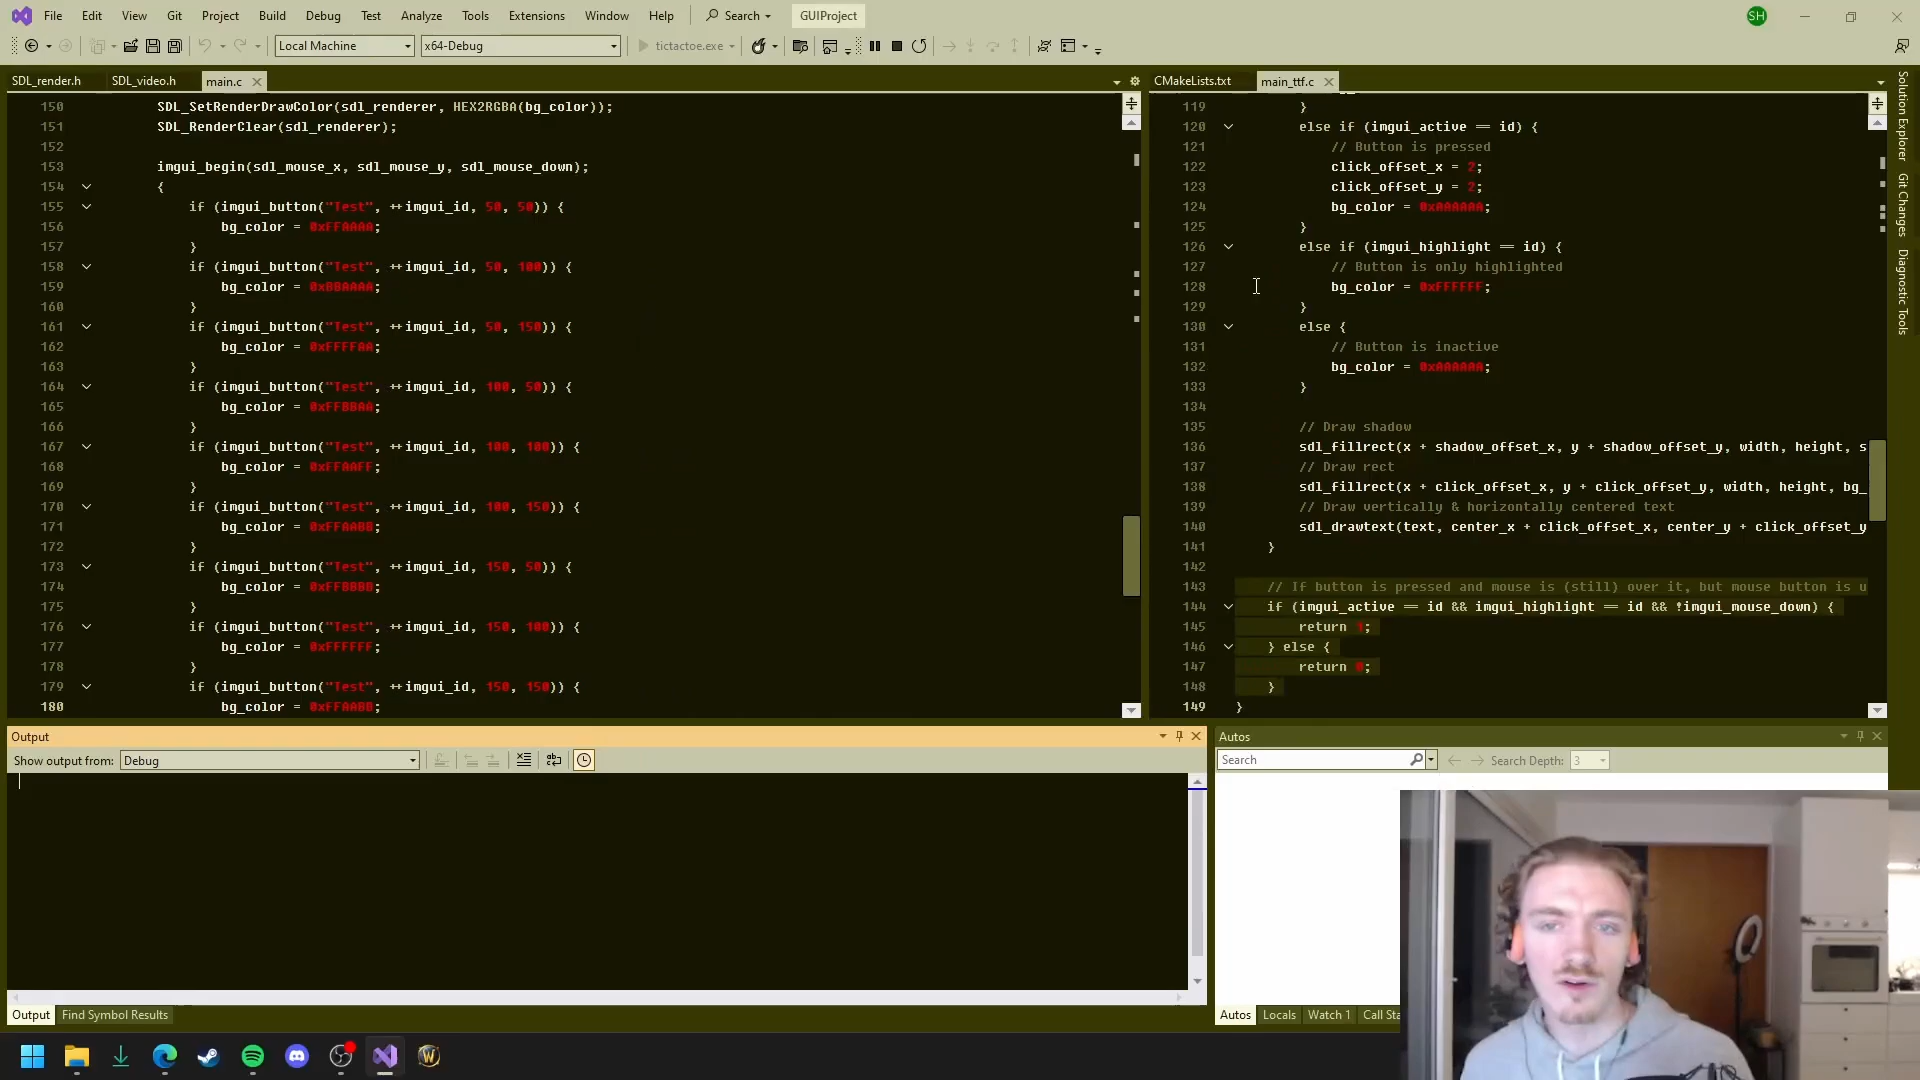 File Edit View Git Project Build Debug Test Analyze Tools Extensions Window Help Search GUIProject SH
Local Machine x64-Debug tictactoe.exe
SDL_render.h SDL_video.h main.c
150 SDL_SetRenderDrawColor(sdl_renderer, HEX2RGBA(bg_color));
151 SDL_RenderClear(sdl_renderer);
152
153 imgui_begin(sdl_mouse_x, sdl_mouse_y, sdl_mouse_down);
154 {
155 if (imgui_button("Test", ++imgui_id, 50, 50)) {
156 bg_color = 0xFFAAAA;
157 }
158 if (imgui_button("Test", ++imgui_id, 50, 100)) {
159 bg_color = 0xBBAAAA;
160 }
161 if (imgui_button("Test", ++imgui_id, 50, 150)) {
162 bg_color = 0xFFFFAA;
163 }
164 if (imgui_button("Test", ++imgui_id, 100, 50)) {
165 bg_color = 0xFFBBAA;
166 }
167 if (imgui_button("Test", ++imgui_id, 100, 100)) {
168 bg_color = 0xFFAAFF;
169 }
170 if (imgui_button("Test", ++imgui_id, 100, 150)) {
171 bg_color = 0xFFAABB;
172 }
173 if (imgui_button("Test", ++imgui_id, 150, 50)) {
174 bg_color = 0xFFBBBB;
175 }
176 if (imgui_button("Test", ++imgui_id, 150, 100)) {
177 bg_color = 0xFFFFFF;
178 }
179 if (imgui_button("Test", ++imgui_id, 150, 150)) {
180 bg_color = 0xFFAABB;
CMakeLists.txt main_ttf.c
119 }
120 else if (imgui_active == id) {
121 // Button is pressed
122 click_offset_x = 2;
123 click_offset_y = 2;
124 bg_color = 0xAAAAAA;
125 }
126 else if (imgui_highlight == id) {
127 // Button is only highlighted
128 bg_color = 0xFFFFFF;
129 }
130 else {
131 // Button is inactive
132 bg_color = 0xAAAAAA;
133 }
134
135 // Draw shadow
136 sdl_fillrect(x + shadow_offset_x, y + shadow_offset_y, width, height, s
137 // Draw rect
138 sdl_fillrect(x + click_offset_x, y + click_offset_y, width, height, bg_
139 // Draw vertically & horizontally centered text
140 sdl_drawtext(text, center_x + click_offset_x, center_y + click_offset_y
141 }
142
143 // If button is pressed and mouse is (still) over it, but mouse button is u
144 if (imgui_active == id && imgui_highlight == id && !imgui_mouse_down) {
145 return 1;
146 } else {
147 return 0;
148 }
149 }
Solution Explorer
Git Changes
Diagnostic Tools
Output
Show output from: Debug
Output Find Symbol Results
Autos
Search Search Depth: 3
Autos Locals Watch 1 Call Sta